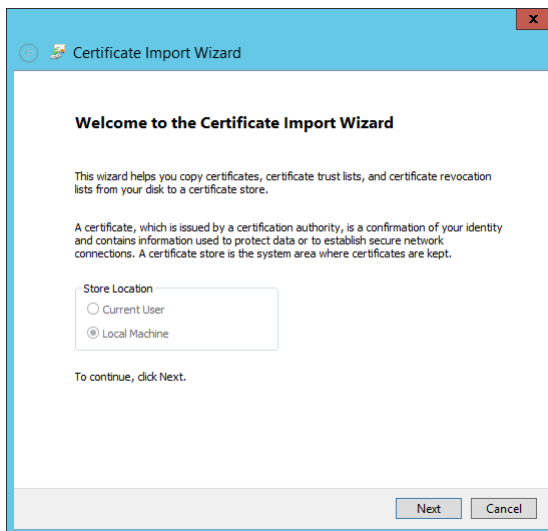 x
Certificate Import Wizard
Welcome to the Certificate Import Wizard
This wizard helps you copy certificates, certificate trust lists, and certificate revocation
lists from your disk to a certificate store.
A certificate, which is issued by a certification authority, is a confirmation of your identity
and contains information used to protect data or to establish secure network
connections. A certificate store is the system area where certificates are kept.
Store Location
Current User
Local Machine
To continue, click Next.
Next Cancel